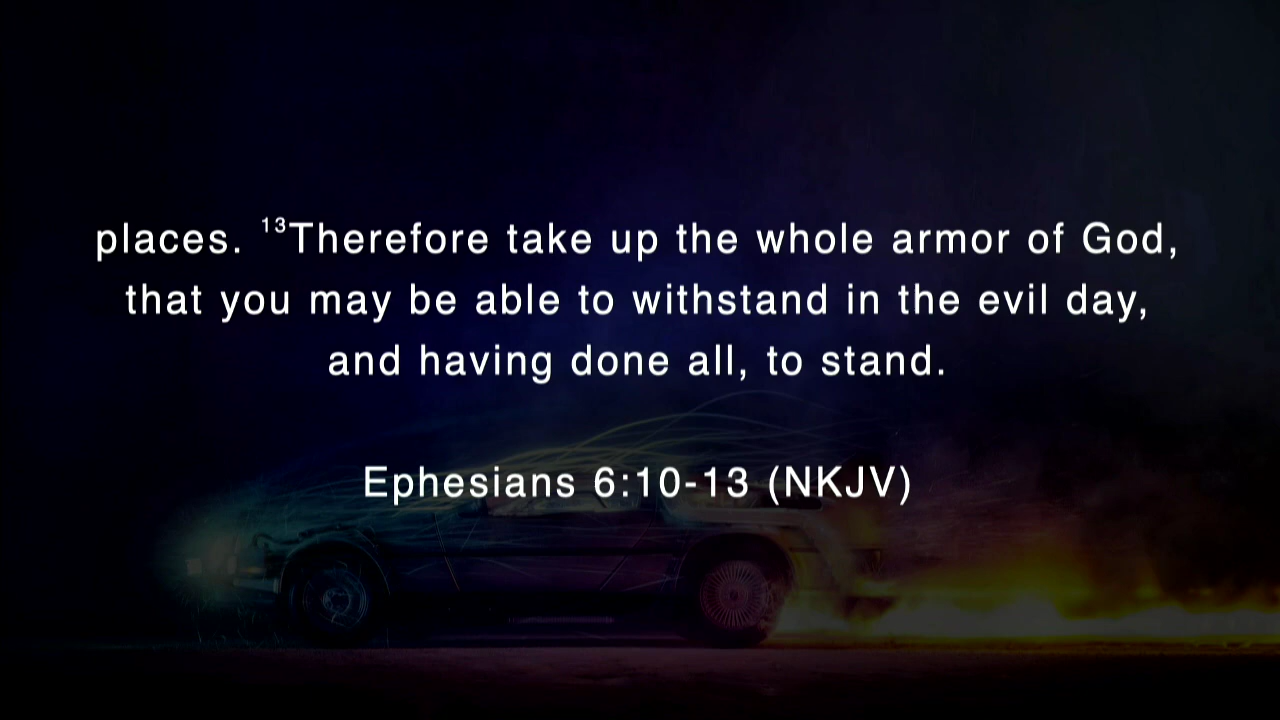 places. ¹³Therefore take up the whole armor of God,
that you may be able to withstand in the evil day,
and having done all, to stand.
Ephesians 6:10-13 (NKJV)